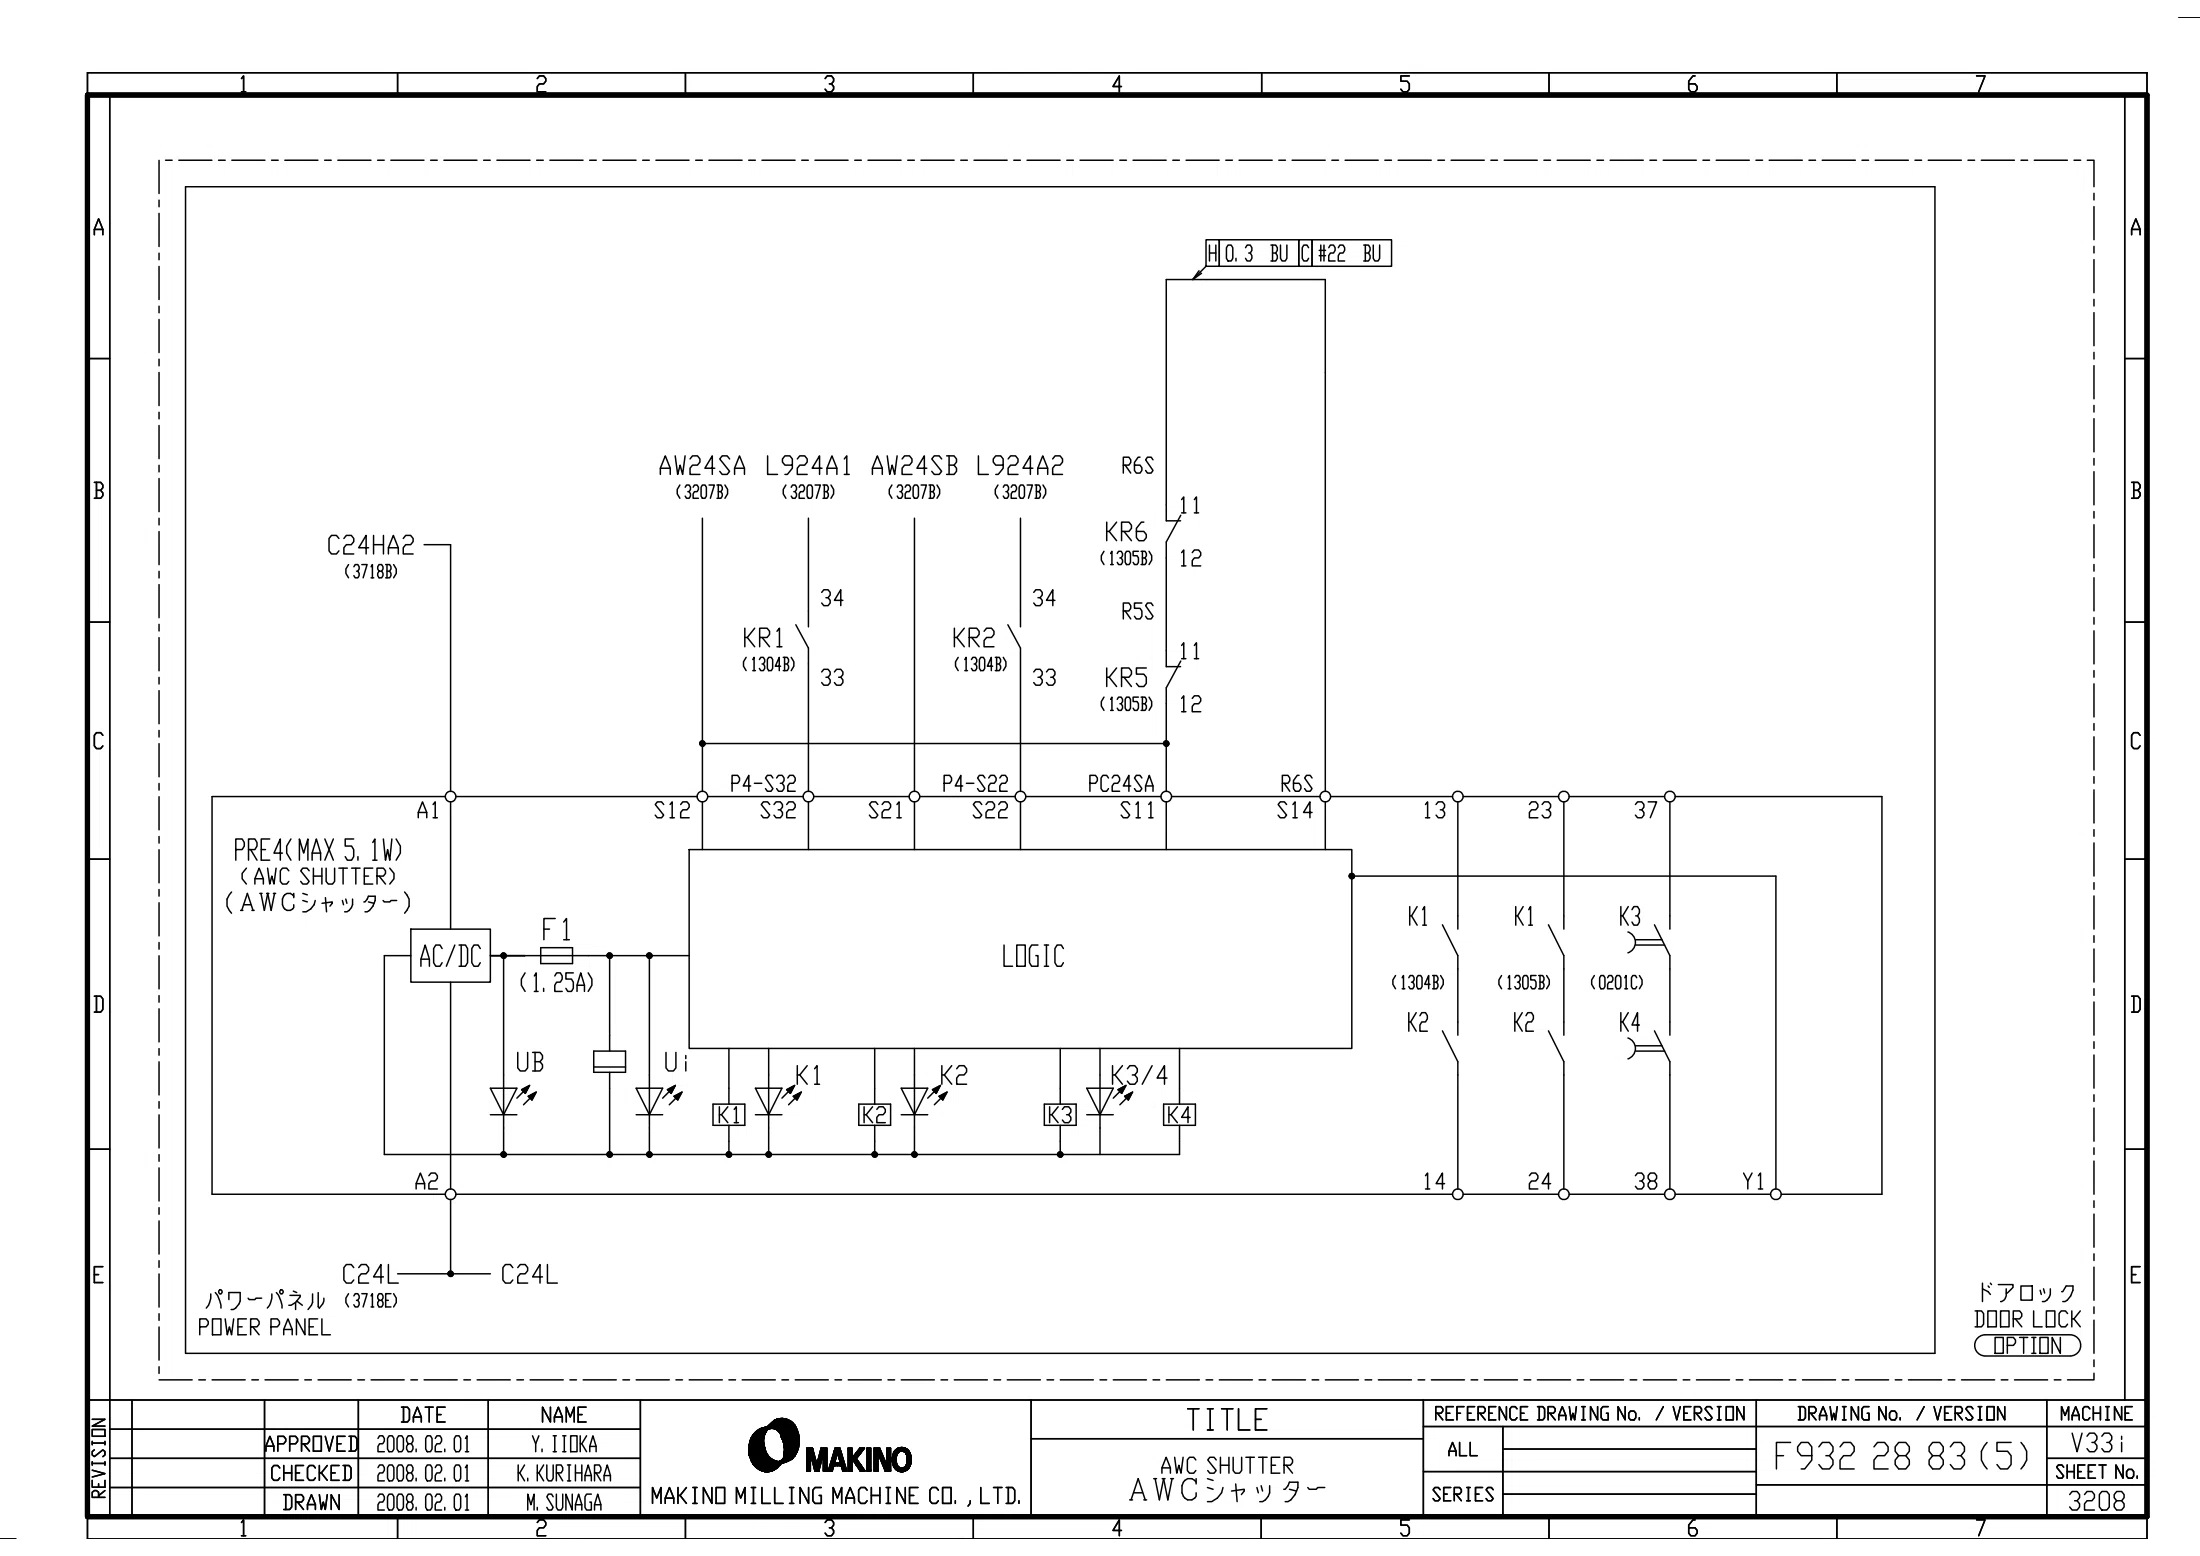 1 2 3 4 5 6 7
A A
H 0.3 BU C #22 BU
B B
AW24SA L924A1 AW24SB L924A2 R6S
(3207B) (3207B) (3207B) (3207B)
11
KR6
(1305B) 12
C24HA2
(3718B)
34 34
R5S
KR1 KR2
(1304B) (1304B)
33 33
11
KR5
(1305B) 12
C C
P4-S32 P4-S22 PC24SA R6S
A1 S12 S32 S21 S22 S11 S14 13 23 37
PRE4(MAX 5.1W)
(AWC SHUTTER)
(AWCシャッター)
F1
AC/DC
(1.25A)
LOGIC
K1 K1 K3
(1304B) (1305B) (0201C)
K2 K2 K4
D D
UB Ui K1 K2 K3/4
K1 K2 K3 K4
A2 14 24 38 Y1
E E
C24L C24L
(3718E)
パワーパネル
POWER PANEL
ドアロック
DOOR LOCK
OPTION
REVISION
DATE NAME
APPROVED 2008.02.01 Y. IIOKA
CHECKED 2008.02.01 K. KURIHARA
DRAWN 2008.02.01 M. SUNAGA
MAKINO
MAKINO MILLING MACHINE CO.,LTD.
TITLE
AWC SHUTTER
AWCシャッター
REFERENCE DRAWING No. / VERSION
ALL
SERIES
DRAWING No. / VERSION
F932 28 83(5)
MACHINE
V33i
SHEET No.
3208
1 2 3 4 5 6 7